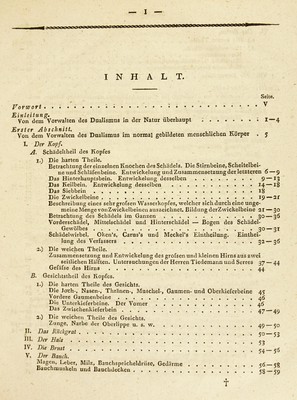 — I —
INHALT.
Seite.
Vorwort V
Einleitung.
Von dem Vorwalten des Dualismus in der Natur überhaupt 1—4
Erster Abschnitt.
Von dem Vorwalten des Dualismus im normal gebildeten menschlichen Körper . 5
I. Der Kopf.
A. Schädeltheil des Kopfes
1.) Die harten Theile.
Betrachtung der einzelnen Knochen des Schädels. Die Stirnbeine, Scheitelbei-
ne und Schläfenbeine. Entwickelung und Zusammensetzung der letzteren 6—9
Das Hinterhauptsbein. Entwickelung desselben 9—13
Das Keilbein. Entwickelung desselben 14—18
Das Siebbein 18
Die Zwickelbeine 19—21
Beschreibung eines sehr grossen Wasserkopfes, welcher sich durch eine unge-
meine Menge von Zwickelbeinen auszeichnet. Bildung der Zwickelbeine 21—30
Betrachtung des Schädels im Ganzen 30—36
Vorderschädel, Mittelschädel und Hinterschädel — Bogen des Schädel-
Gewölbes 30—31
Schädelwirbel. Oken's, Carus's und Meckel's Eintheilung. Einthei-
lung des Verfassers 32—36
2.) Die weichen Theile.
Zusammensetzung und Entwickelung des grossen und kleinen Hirns aus zwei
seitlichen Hälften. Untersuchungen der Herren Tiedemann und Serres 37—44
Gefässe des Hirns 44
B. Gesichtstheil des Kopfes.
1.) Die harten Theile des Gesichts.
Die Joch-, Nasen-, Thränen-, Muschel-, Gaumen- und Oberkieferbeine 45
Vordere Gaumenbeine 46
Die Unterkieferbeine. Der Vomer 46
Das Zwischenkieferbein 47—49
2.) Die weichen Theile des Gesichts.
Zunge, Narbe der Oberlippe u. s. w. 49—50
II. Das Rückgrat 50—53
III. Der Hals 53
IV. Die Brust 54—56
V. Der Bauch.
Magen, Leber, Milz, Bauchspeicheldrüse, Gedärme 56—58
Bauchmuskeln und Bauchdecken 58—59
†